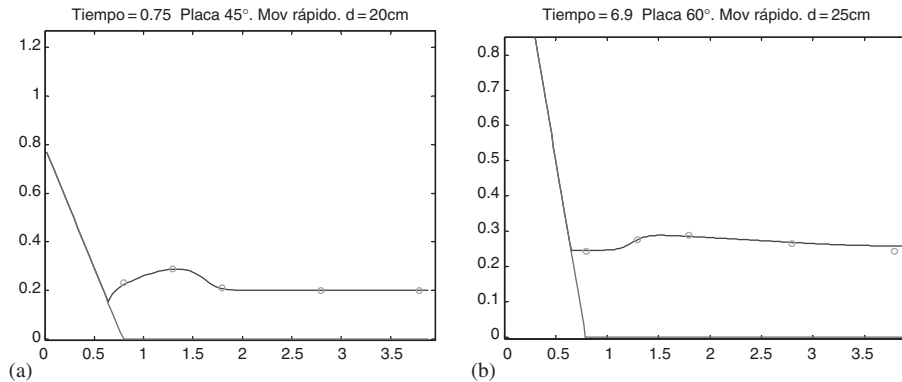 Tiempo = 0.75 Placa 45°. Mov rápido. d = 20cm
1.2
1
0.8
0.6
0.4
0.2
0
0 0.5 1 1.5 2 2.5 3 3.5
(a)
Tiempo = 6.9 Placa 60°. Mov rápido. d = 25cm
0.8
0.7
0.6
0.5
0.4
0.3
0.2
0.1
0
0 0.5 1 1.5 2 2.5 3 3.5
(b)